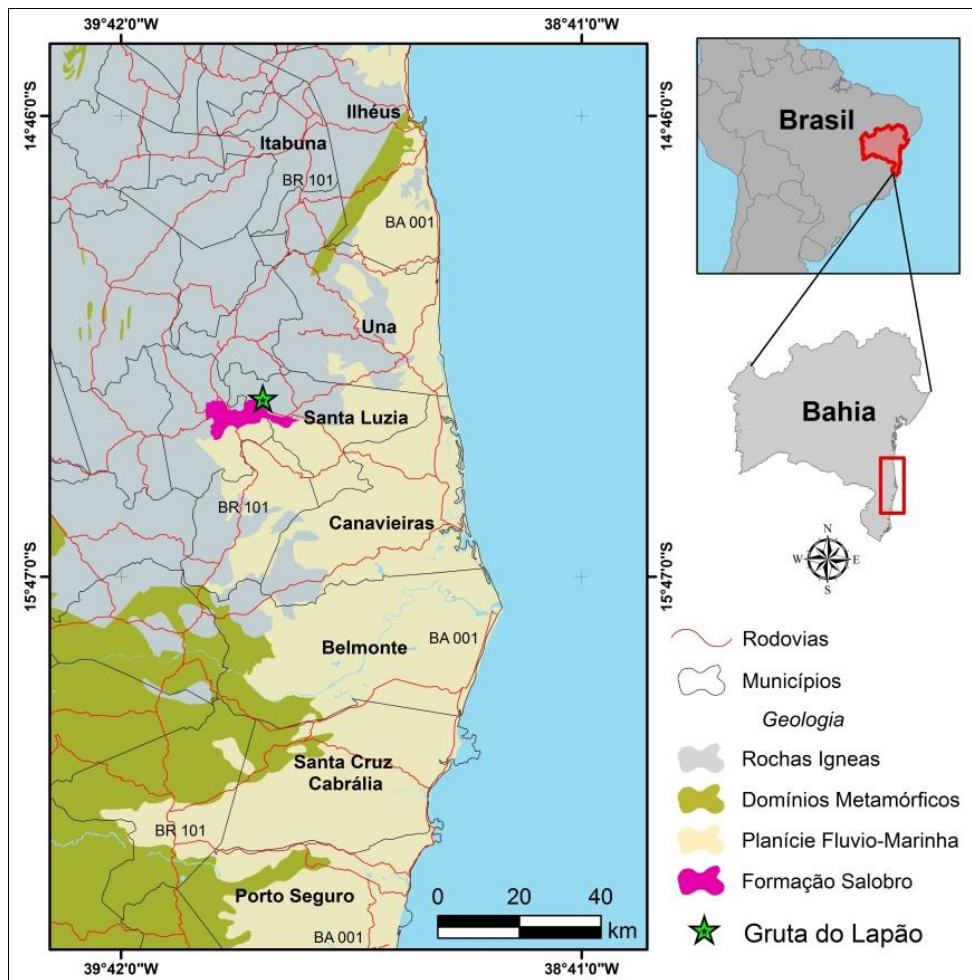 39°42'0"W
38°41'0"W
14°46'0"S
14°46'0"S
Ilhéus
Itabuna
BR 101
BA 001
Una
Santa Luzia
BR 101
Canavieiras
15°47'0"S
15°47'0"S
Belmonte
BA 001
Santa Cruz
Cabrália
BR 101
Porto Seguro
BA 001
0 20 40
km
39°42'0"W
38°41'0"W
Brasil
Bahia
N
W E
S
Rodovias
Municípios
Geologia
Rochas Igneas
Domínios Metamórficos
Planície Fluvio-Marinha
Formação Salobro
Gruta do Lapão